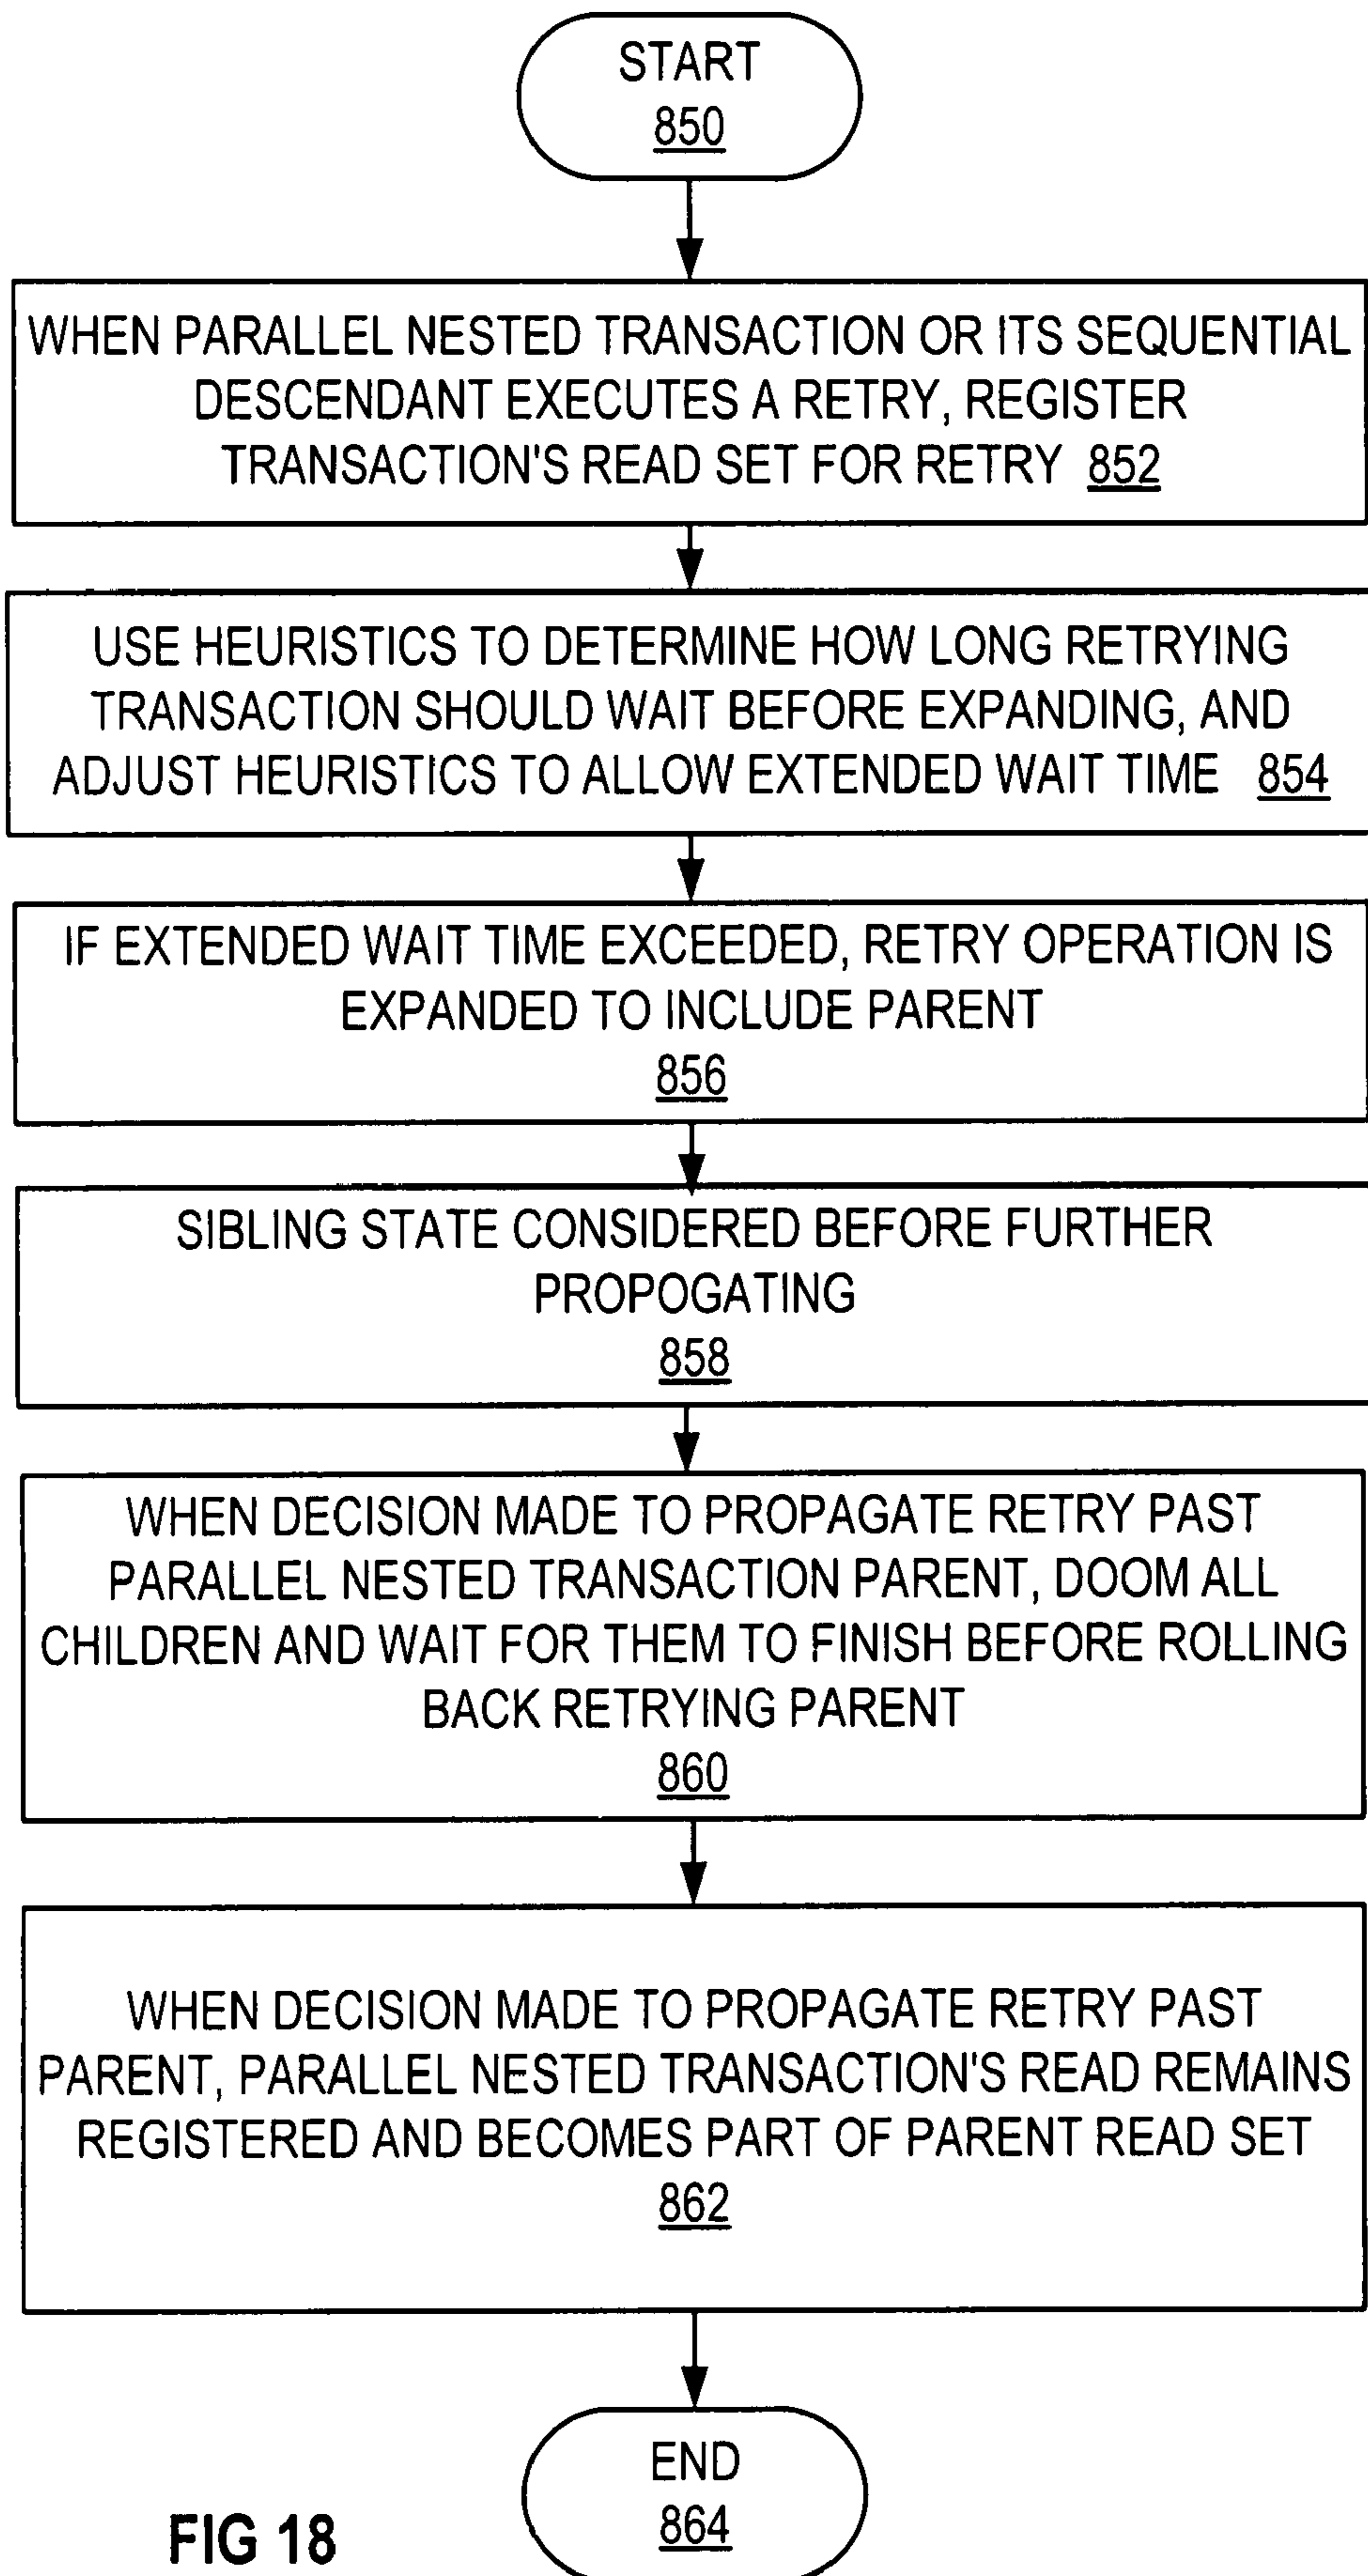 START
850
WHEN PARALLEL NESTED TRANSACTION OR ITS SEQUENTIAL
DESCENDANT EXECUTES A RETRY, REGISTER
TRANSACTION'S READ SET FOR RETRY 852
USE HEURISTICS TO DETERMINE HOW LONG RETRYING
TRANSACTION SHOULD WAIT BEFORE EXPANDING, AND
ADJUST HEURISTICS TO ALLOW EXTENDED WAIT TIME 854
IF EXTENDED WAIT TIME EXCEEDED, RETRY OPERATION IS
EXPANDED TO INCLUDE PARENT
856
SIBLING STATE CONSIDERED BEFORE FURTHER
PROPOGATING
858
WHEN DECISION MADE TO PROPAGATE RETRY PAST
PARALLEL NESTED TRANSACTION PARENT, DOOM ALL
CHILDREN AND WAIT FOR THEM TO FINISH BEFORE ROLLING
BACK RETRYING PARENT
860
WHEN DECISION MADE TO PROPAGATE RETRY PAST
PARENT, PARALLEL NESTED TRANSACTION'S READ REMAINS
REGISTERED AND BECOMES PART OF PARENT READ SET
862
END
864
FIG 18